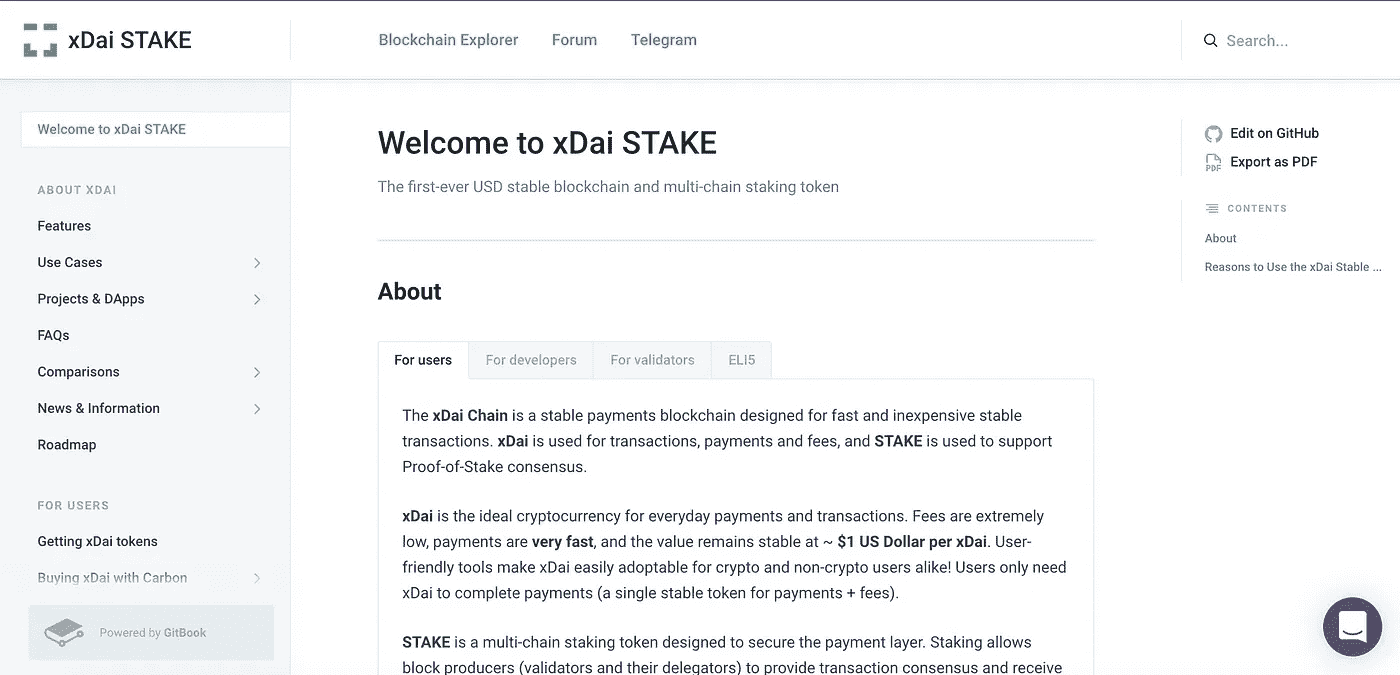 xDai STAKE
Blockchain Explorer
Forum
Telegram
Search...
Welcome to xDai STAKE
ABOUT XDAI
Features
Use Cases
Projects & DApps
FAQs
Comparisons
News & Information
Roadmap
FOR USERS
Getting xDai tokens
Buying xDai with Carbon
Powered by GitBook
Welcome to xDai STAKE
The first-ever USD stable blockchain and multi-chain staking token
About
For users
For developers
For validators
ELI5
The xDai Chain is a stable payments blockchain designed for fast and inexpensive stable
transactions. xDai is used for transactions, payments and fees, and STAKE is used to support
Proof-of-Stake consensus.
xDai is the ideal cryptocurrency for everyday payments and transactions. Fees are extremely
low, payments are very fast, and the value remains stable at ~ $1 US Dollar per xDai. User-
friendly tools make xDai easily adoptable for crypto and non-crypto users alike! Users only need
xDai to complete payments (a single stable token for payments + fees).
STAKE is a multi-chain staking token designed to secure the payment layer. Staking allows
block producers (validators and their delegators) to provide transaction consensus and receive
Edit on GitHub
PDF
Export as PDF
CONTENTS
About
Reasons to Use the xDai Stable ...